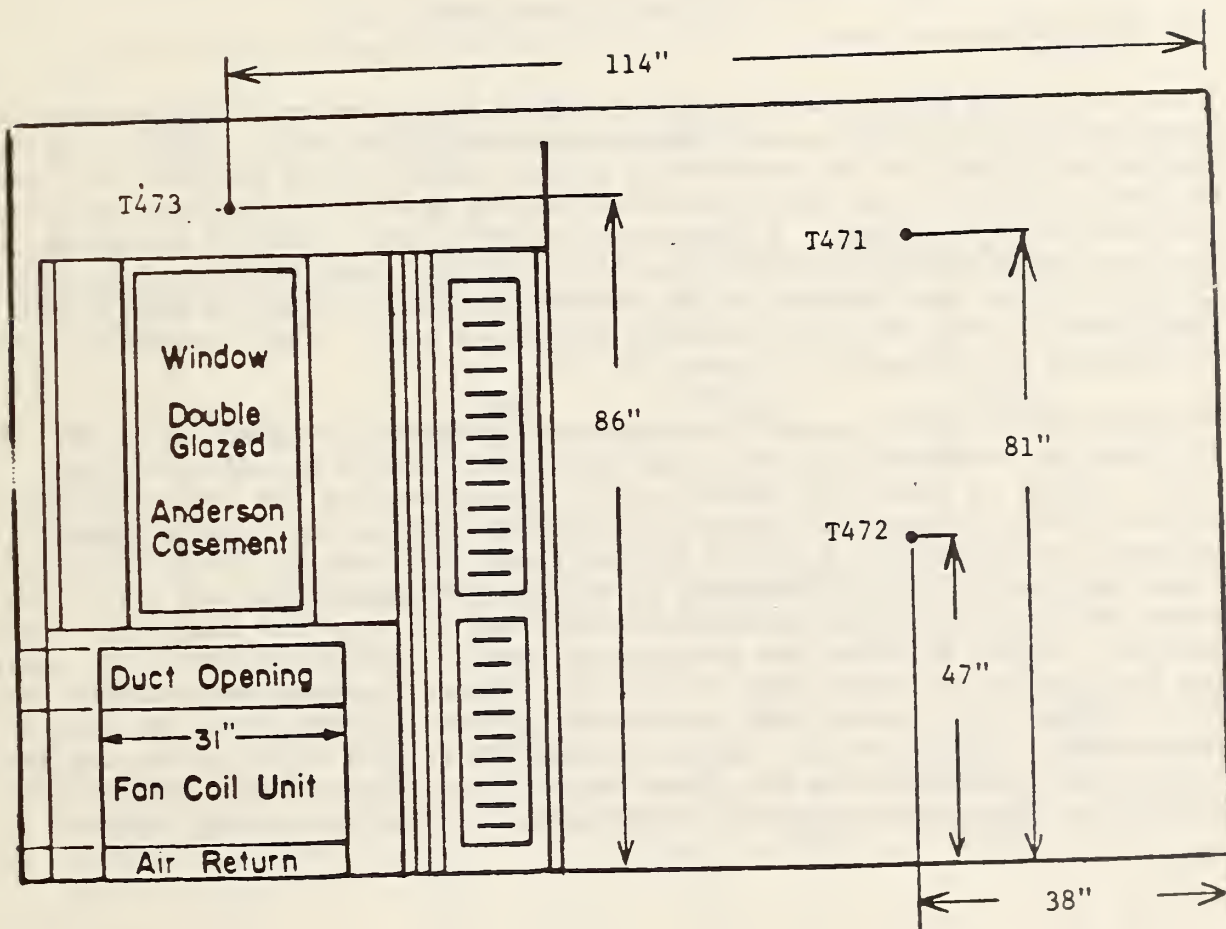 114"
T473
T471
Window
Double
Glazed
Anderson
Casement
86"
81"
T472
47"
Duct Opening
31"
Fan Coil Unit
Air Return
38"